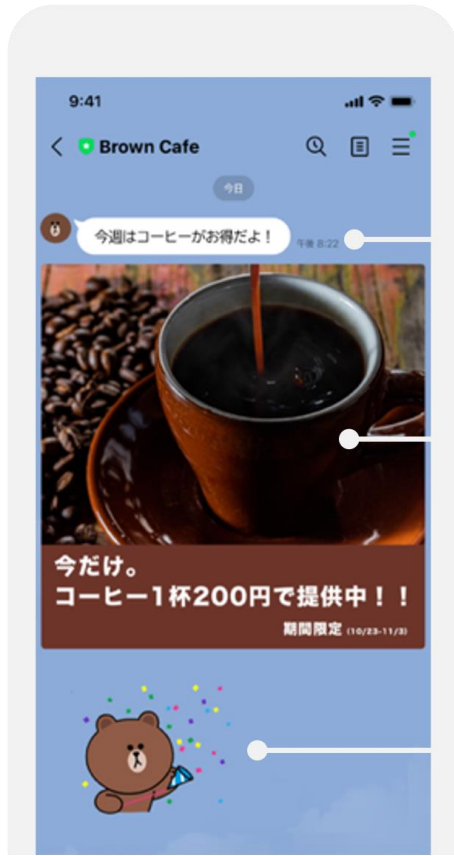 9:41
Brown Cafe
今日
今週はコーヒーがお得だよ！
午後 8:22
今だけ。
コーヒー1杯200円で提供中！！
期間限定 (10/23-11/3)